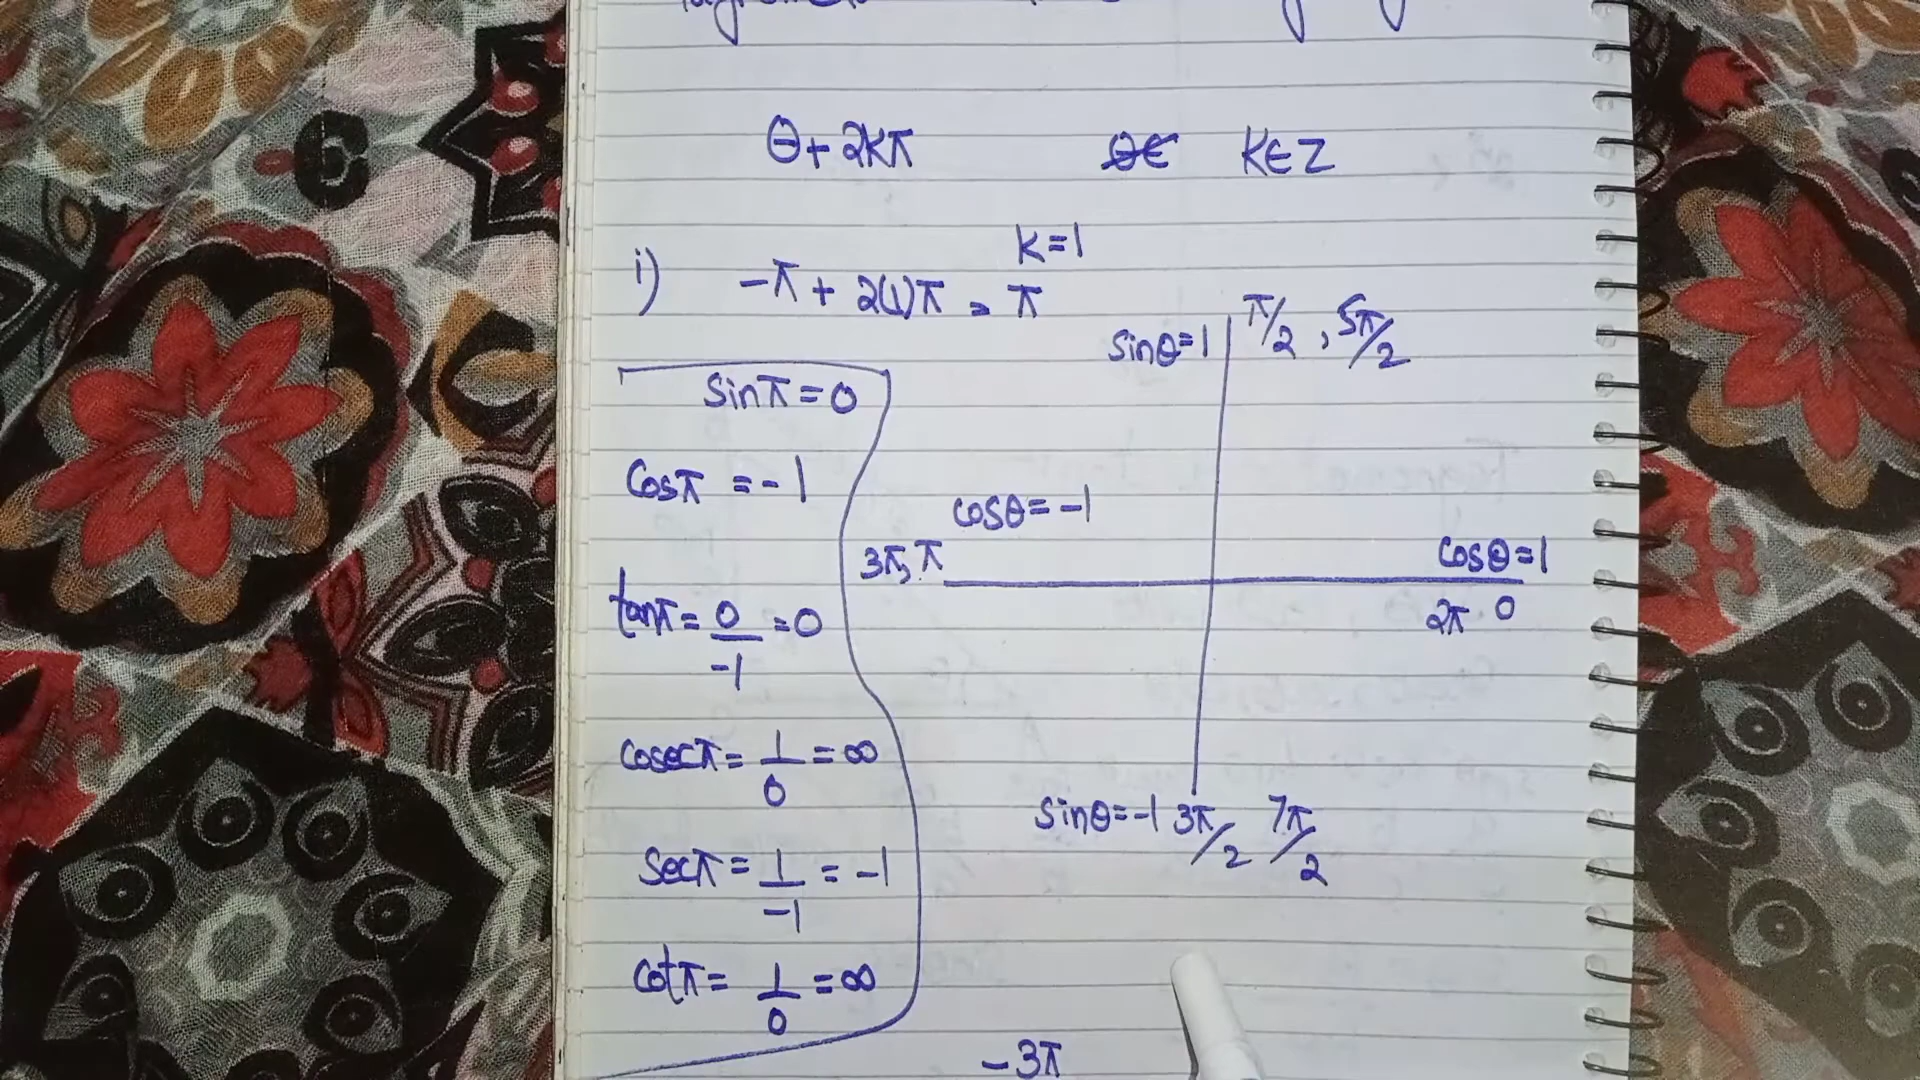 θ+2Kπ K∈Z
K=1
i) -π + 2(1)π = π
sinθ=1 π/2 , 5π/2
sinπ=0
cosπ =-1
cosθ=-1
3π, π
cosθ=1
2π 0
tanπ= 0/-1 =0
cosecπ= 1/0 =∞
sinθ=-1 3π/2 7π/2
secπ= 1/-1 = -1
cotπ= 1/0 =∞
-3π